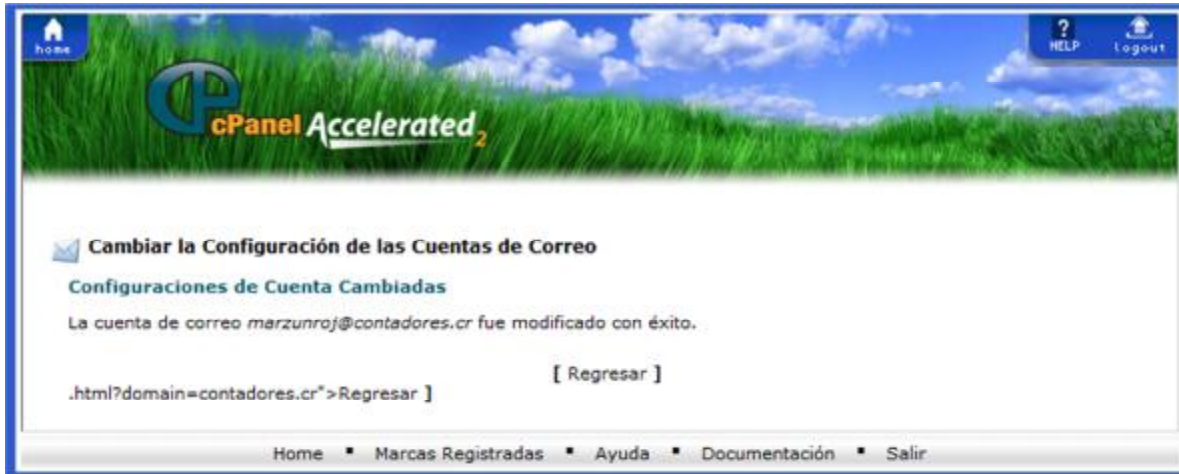 home
HELP
Logout
cPanel Accelerated 2
Cambiar la Configuración de las Cuentas de Correo
Configuraciones de Cuenta Cambiadas
La cuenta de correo marzunroj@contadores.cr fue modificado con éxito.
[ Regresar ]
.html?domain=contadores.cr">Regresar ]
Home ▪ Marcas Registradas ▪ Ayuda ▪ Documentación ▪ Salir